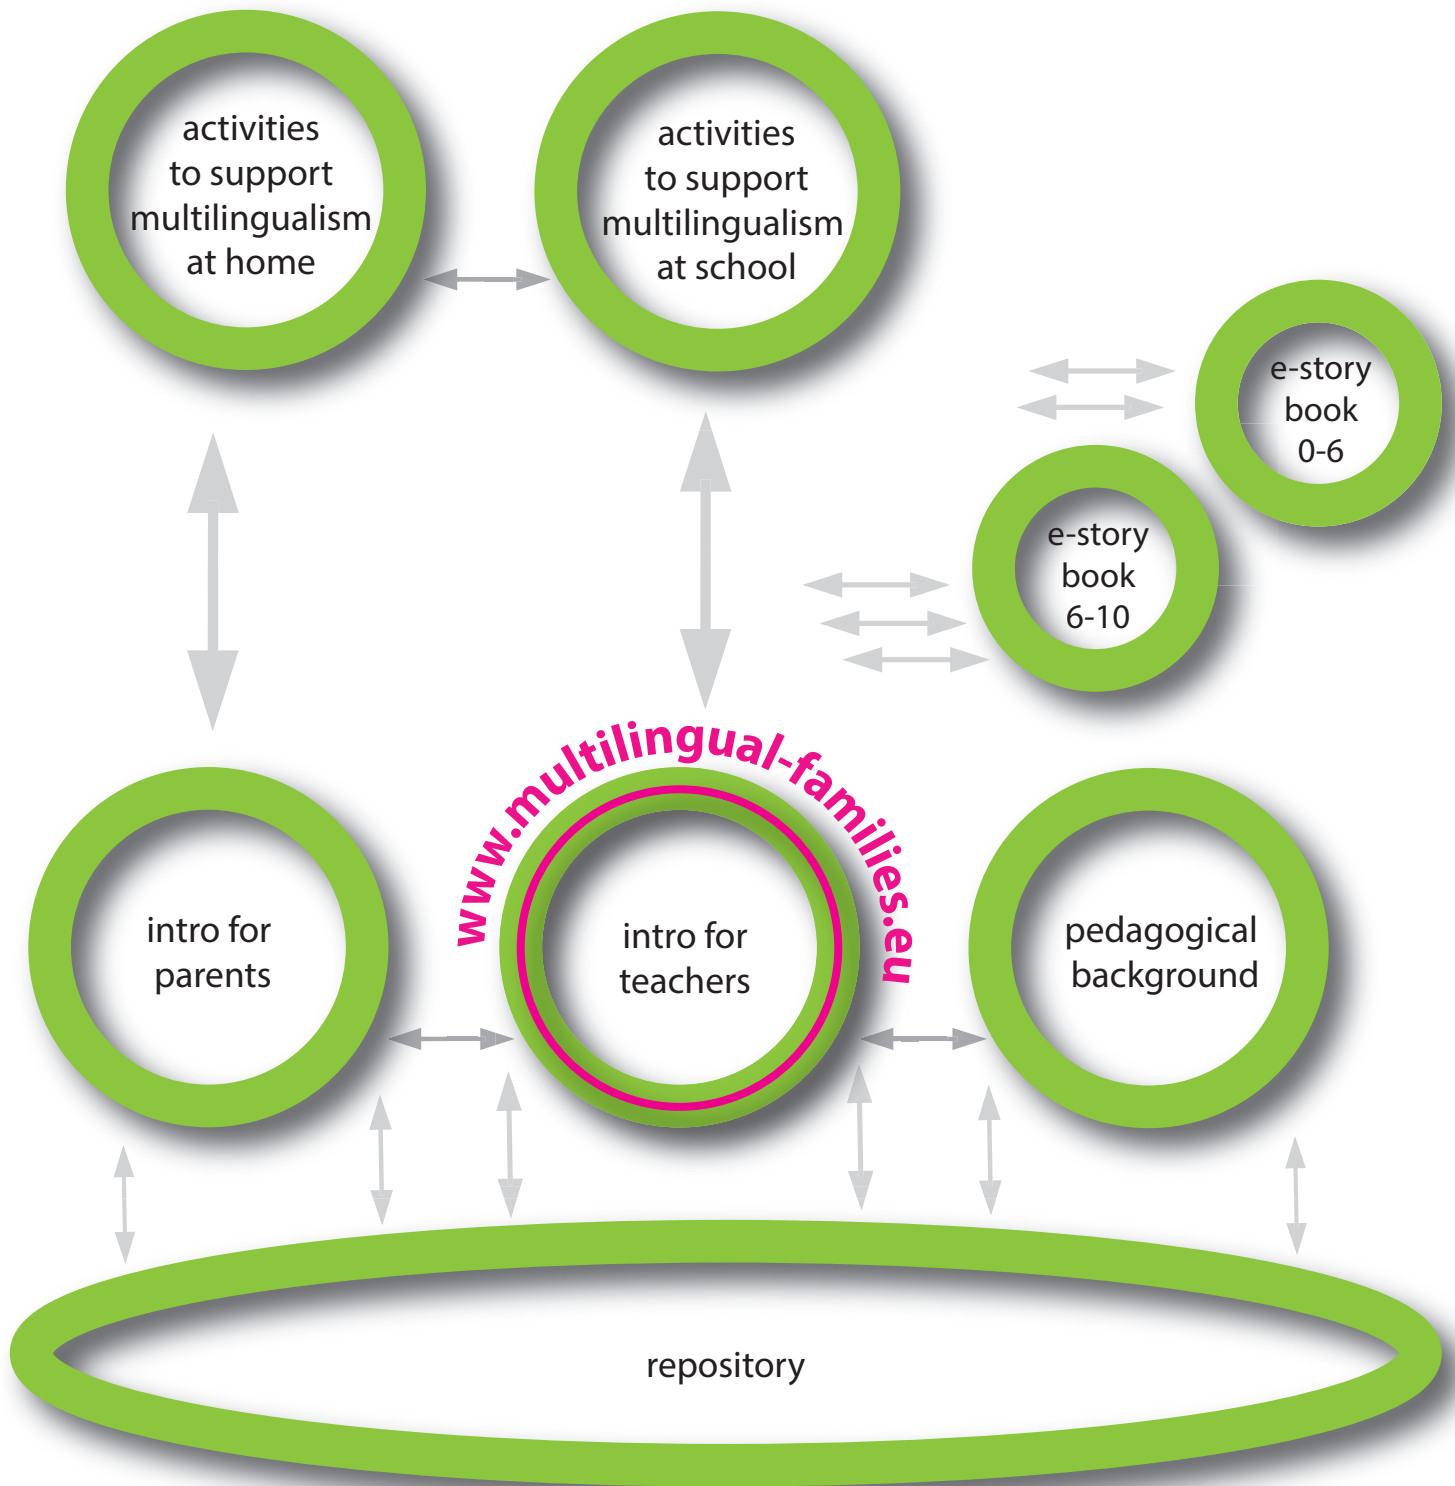 activities
to support
multilingualism
at home
activities
to support
multilingualism
at school
e-story
book
0-6
e-story
book
6-10
www.multilingual-families.eu
intro for
parents
intro for
teachers
pedagogical
background
repository